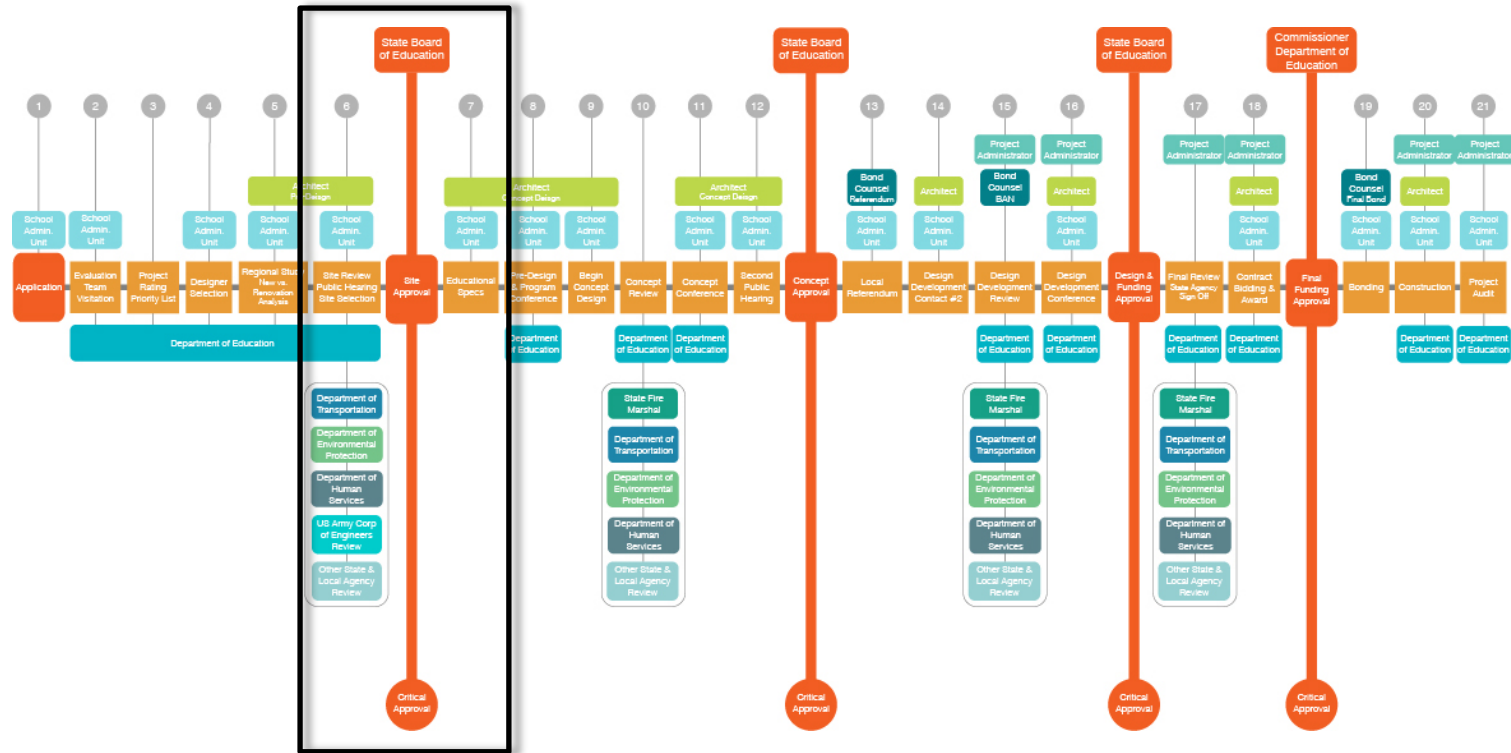 State Board
of Education
State Board
of Education
State Board
of Education
Commissioner
Department of
Education
1
2
3
4
5
6
7
8
9
10
11
12
13
14
15
16
17
18
19
20
21
Project
Administrator
Project
Administrator
Project
Administrator
Project
Administrator
Project
Administrator
Project
Administrator
Architect
Pre-Design
Architect
Concept Design
Architect
Concept Design
Bond
Counsel
Referendum
Architect
Bond
Counsel
BAN
Architect
Architect
Bond
Counsel
Final Bond
Architect
School
Admin.
Unit
School
Admin.
Unit
School
Admin.
Unit
School
Admin.
Unit
School
Admin.
Unit
School
Admin.
Unit
School
Admin.
Unit
School
Admin.
Unit
School
Admin.
Unit
School
Admin.
Unit
School
Admin.
Unit
School
Admin.
Unit
School
Admin.
Unit
School
Admin.
Unit
School
Admin.
Unit
School
Admin.
Unit
School
Admin.
Unit
Application
Evaluation
Team
Visitation
Project
Rating
Priority List
Designer
Selection
Regional Study
New vs.
Renovation
Analysis
Site Review
Public Hearing
Site Selection
Site
Approval
Educational
Specs
Pre-Design
& Program
Conference
Begin
Concept
Design
Concept
Review
Concept
Conference
Second
Public
Hearing
Concept
Approval
Local
Referendum
Design
Development
Contact #2
Design
Development
Review
Design
Development
Conference
Design &
Funding
Approval
Final Review
State Agency
Sign Off
Contract
Bidding &
Award
Final
Funding
Approval
Bonding
Construction
Project
Audit
Department of Education
Department
of Education
Department
of Education
Department
of Education
Department
of Education
Department
of Education
Department
of Education
Department
of Education
Department
of Education
Department
of Education
Department of
Transportation
Department of
Environmental
Protection
Department of
Human
Services
US Army Corp
of Engineers
Review
Other State &
Local Agency
Review
State Fire
Marshal
Department of
Transportation
Department of
Environmental
Protection
Department of
Human
Services
Other State &
Local Agency
Review
State Fire
Marshal
Department of
Transportation
Department of
Environmental
Protection
Department of
Human
Services
Other State &
Local Agency
Review
State Fire
Marshal
Department of
Transportation
Department of
Environmental
Protection
Department of
Human
Services
Other State &
Local Agency
Review
Critical
Approval
Critical
Approval
Critical
Approval
Critical
Approval